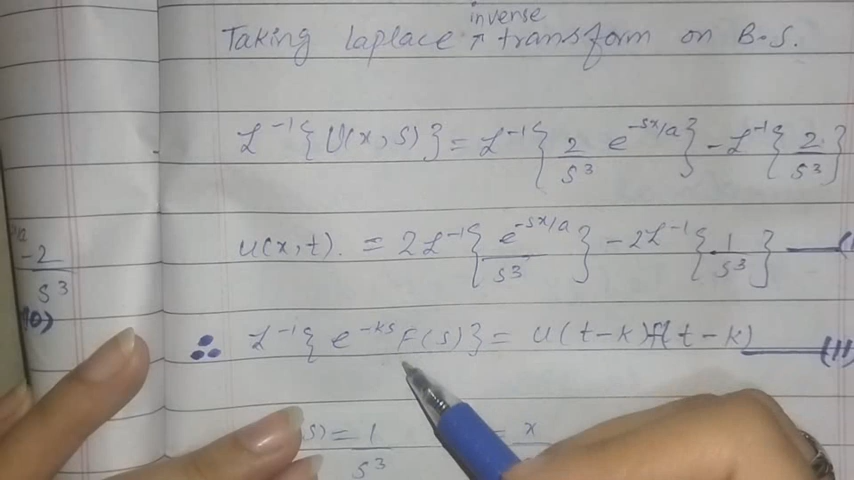 Taking Laplace inverse transform on B.S.
ℒ⁻¹{U(x,s)} = ℒ⁻¹{2/s³ e^(-sx/a)} - ℒ⁻¹{2/s³}
u(x,t). = 2ℒ⁻¹{e^(-sx/a)/s³} - 2ℒ⁻¹{1/s³}
-2/s³
∴ ℒ⁻¹{e^(-ks) F(s)} = u(t-k)f(t-k) (11)
s) = 1/s³ = x